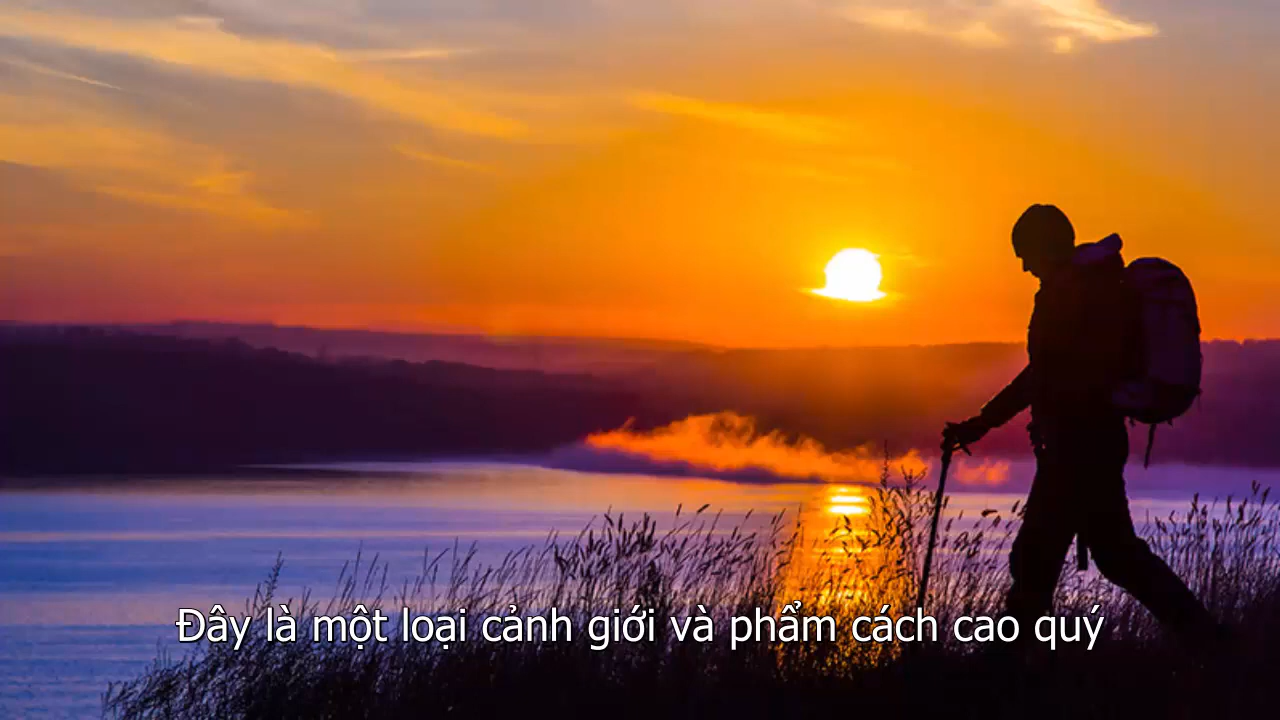 Đây là một loại cảnh giới và phẩm cách cao quý